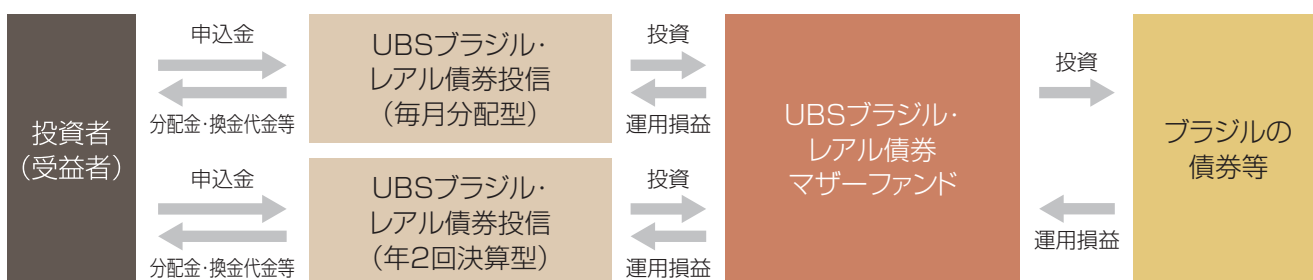 投資者
（受益者）
申込金
分配金・換金代金等
UBSブラジル・
レアル債券投信
（毎月分配型）
投資
運用損益
申込金
分配金・換金代金等
UBSブラジル・
レアル債券投信
（年2回決算型）
投資
運用損益
UBSブラジル・
レアル債券
マザーファンド
投資
運用損益
ブラジルの
債券等